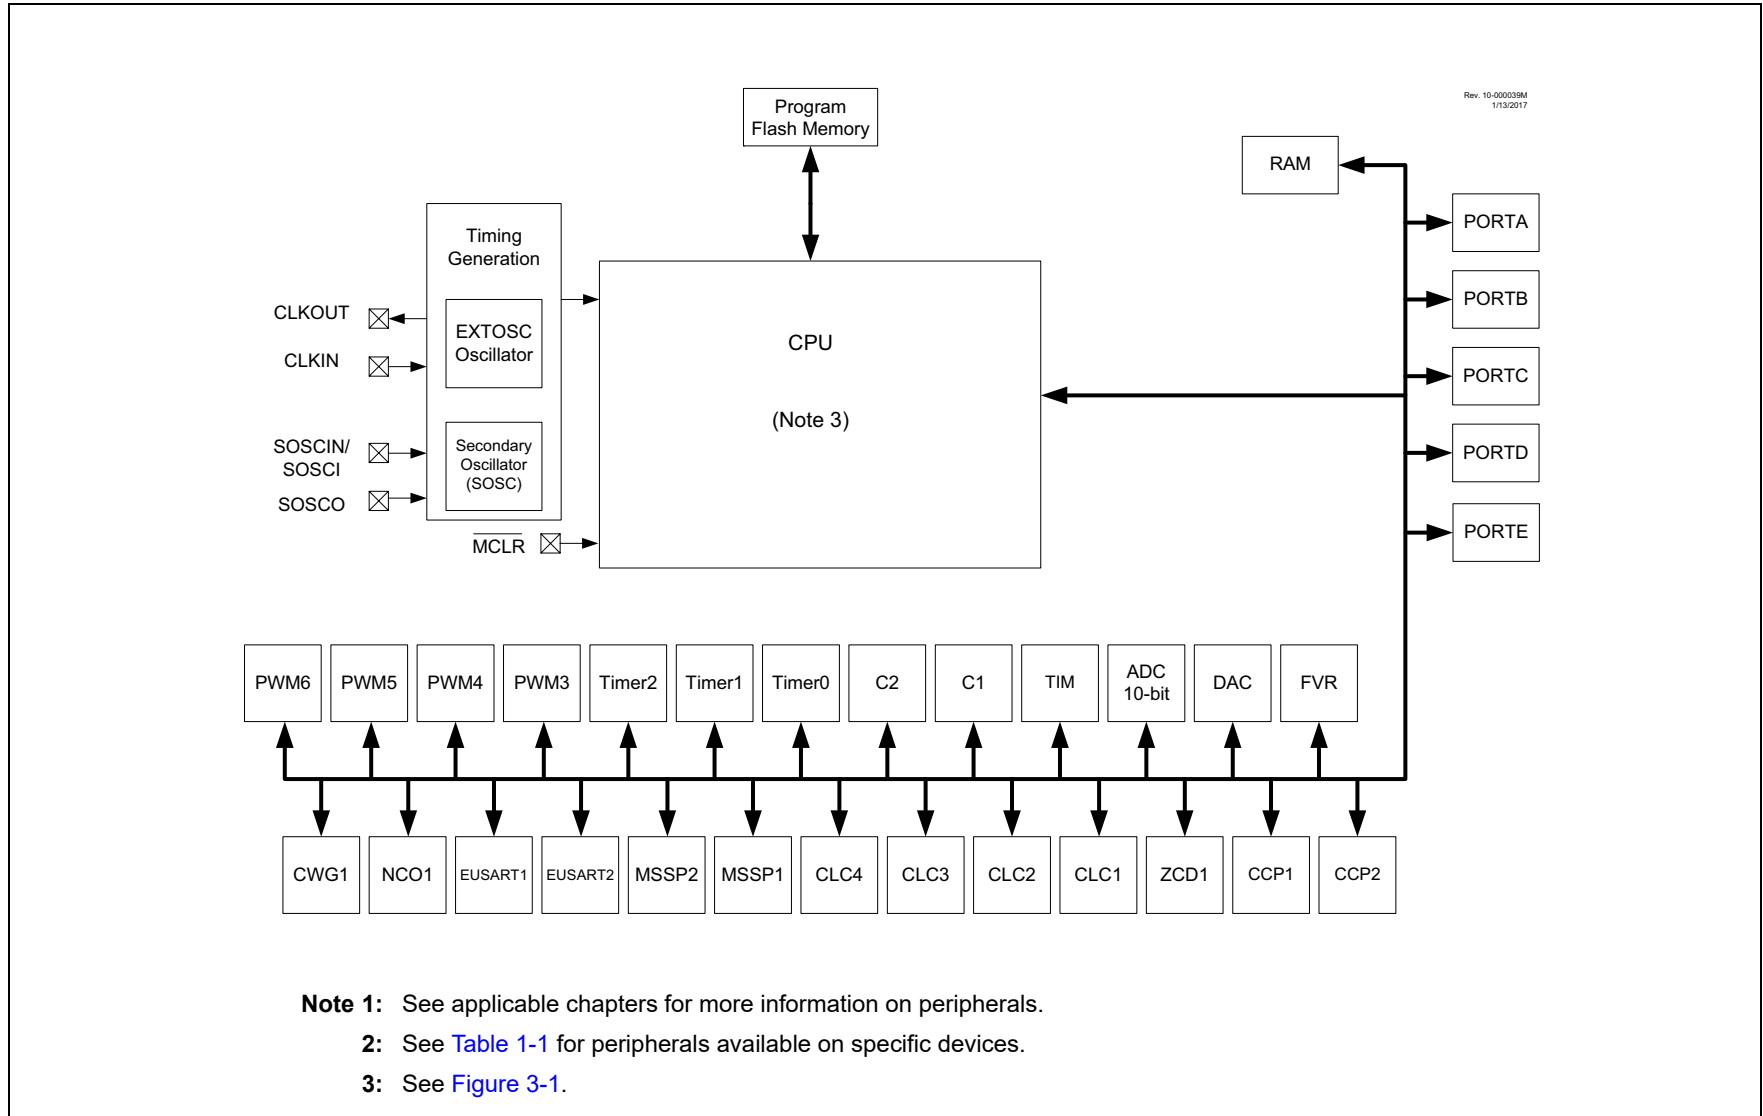 Rev. 10-000039M
1/13/2017
Program
Flash Memory
RAM
PORTA
PORTB
PORTC
PORTD
PORTE
Timing
Generation
EXTOSC
Oscillator
Secondary
Oscillator
(SOSC)
CLKOUT
CLKIN
SOSCIN/
SOSCI
SOSCO
MCLR
CPU
(Note 3)
PWM6
PWM5
PWM4
PWM3
Timer2
Timer1
Timer0
C2
C1
TIM
ADC
10-bit
DAC
FVR
CWG1
NCO1
EUSART1
EUSART2
MSSP2
MSSP1
CLC4
CLC3
CLC2
CLC1
ZCD1
CCP1
CCP2
Note 1: See applicable chapters for more information on peripherals.
2: See Table 1-1 for peripherals available on specific devices.
3: See Figure 3-1.